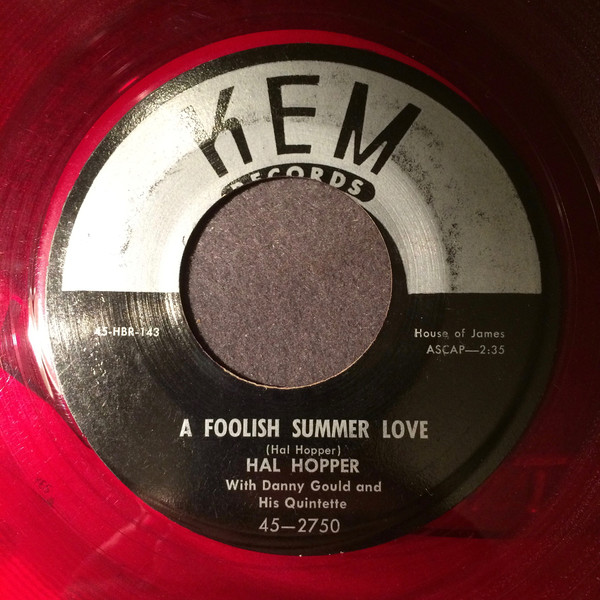 KEM
RECORDS
45-HBR-143
House of James
ASCAP—2:35
A FOOLISH SUMMER LOVE
(Hal Hopper)
HAL HOPPER
With Danny Gould and
His Quintette
45—2750